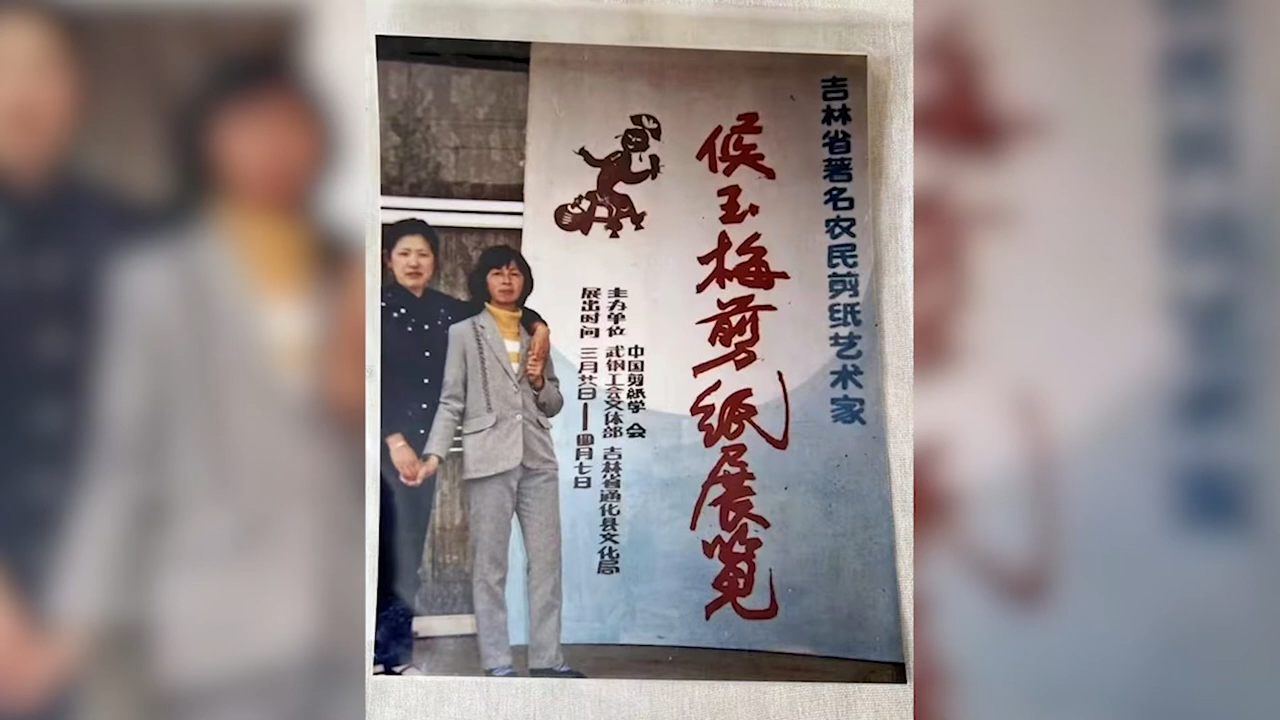 吉林省著名农民剪纸艺术家
候玉梅剪纸展览
主办单位 中国剪纸学会
武钢工会文体部 吉林省通化县文化局
展出时间 三月廿日——四月七日